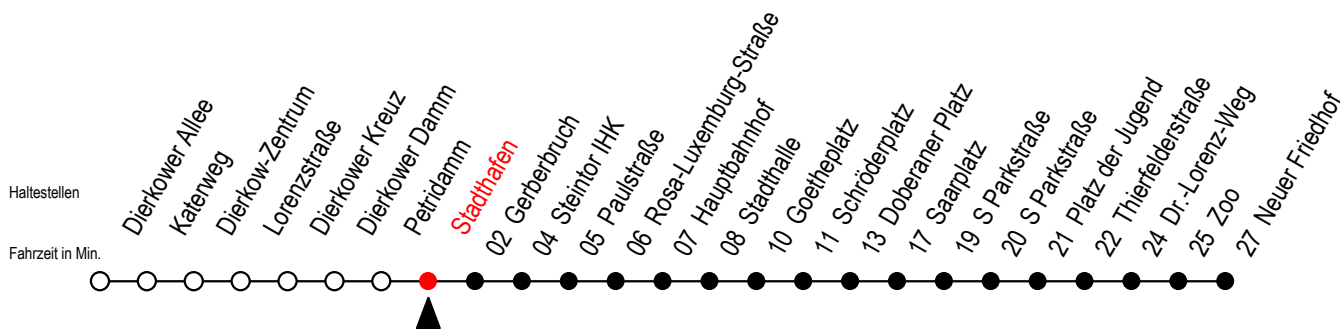 Haltestellen
Fahrzeit in Min.
Dierkower Allee
Katerweg
Dierkow-Zentrum
Lorenzstraße
Dierkower Kreuz
Dierkower Damm
Petridamm
Stadthafen
02 Gerberbruch
04 Steintor IHK
05 Paulstraße
06 Rosa-Luxemburg-Straße
07 Hauptbahnhof
08 Stadthalle
10 Goetheplatz
11 Schröderplatz
13 Doberaner Platz
17 Saarplatz
19 S Parkstraße
20 S Parkstraße
21 Platz der Jugend
22 Thierfelderstraße
24 Dr.-Lorenz-Weg
25 Zoo
27 Neuer Friedhof